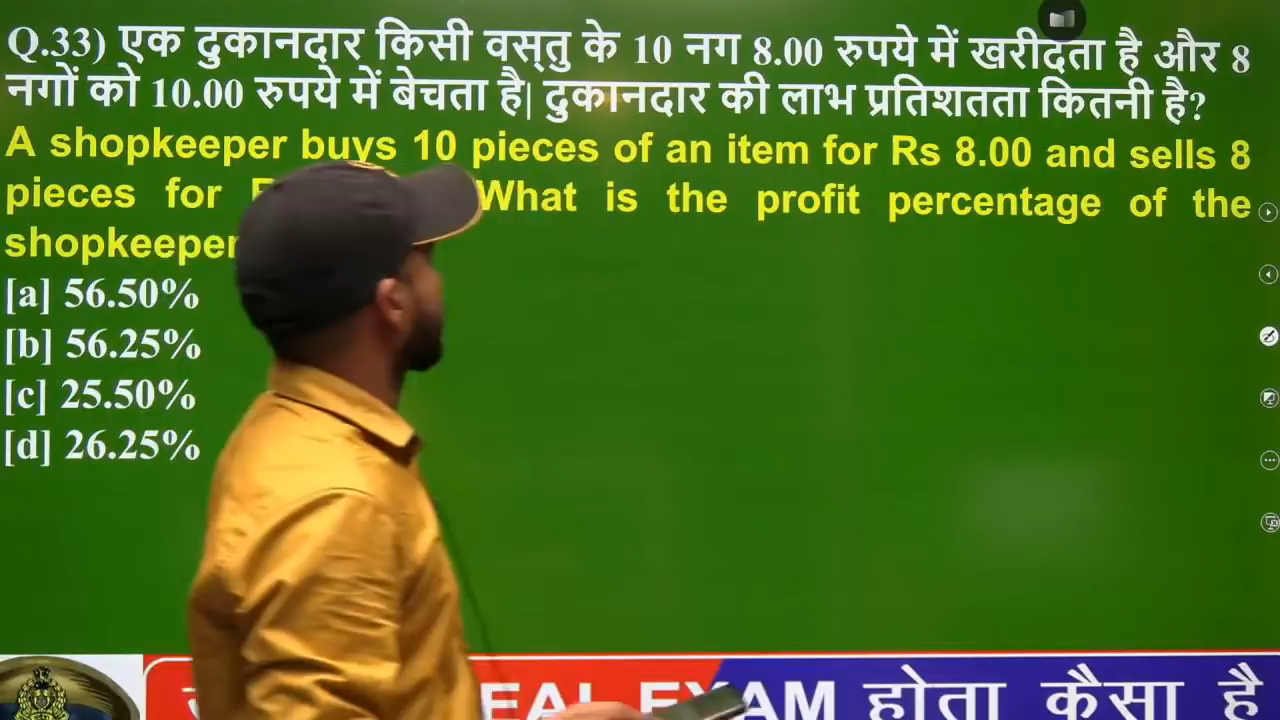 Q.33) एक दुकानदार किसी वस्तु के 10 नग 8.00 रुपये में खरीदता है और 8
नगों को 10.00 रुपये में बेचता है| दुकानदार की लाभ प्रतिशतता कितनी है?
A shopkeeper buys 10 pieces of an item for Rs 8.00 and sells 8
pieces for What is the profit percentage of the
shopkeeper
[a] 56.50%
[b] 56.25%
[c] 25.50%
[d] 26.25%
EXAM होता कैसा है